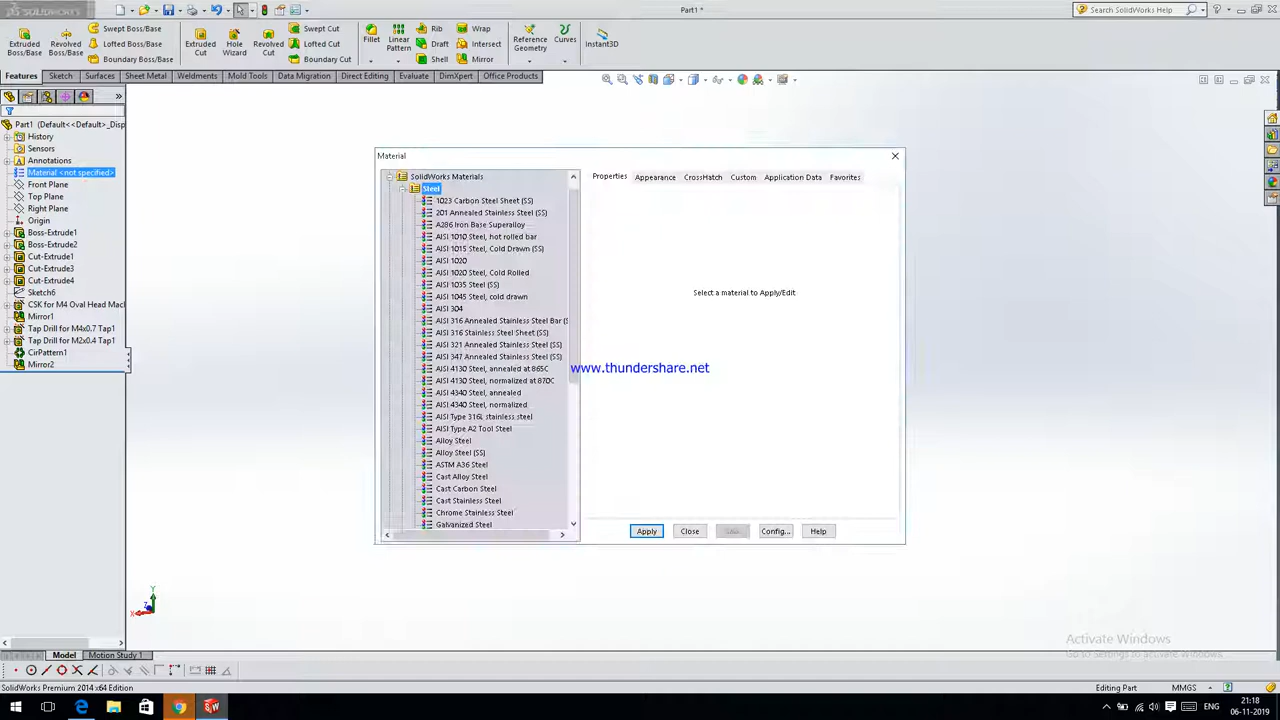 SOLIDWORKS
Part1 *
Search SolidWorks Help
Extruded Boss/Base
Revolved Boss/Base
Swept Boss/Base
Lofted Boss/Base
Boundary Boss/Base
Extruded Cut
Hole Wizard
Revolved Cut
Swept Cut
Lofted Cut
Boundary Cut
Fillet
Linear Pattern
Rib
Draft
Shell
Wrap
Intersect
Mirror
Reference Geometry
Curves
Instant3D
Features Sketch Surfaces Sheet Metal Weldments Mold Tools Data Migration Direct Editing Evaluate DimXpert Office Products
Part1 (Default<<Default>_Disp
History
Sensors
Annotations
Material <not specified>
Front Plane
Top Plane
Right Plane
Origin
Boss-Extrude1
Boss-Extrude2
Cut-Extrude1
Cut-Extrude3
Cut-Extrude4
Sketch6
CSK for M4 Oval Head Mac
Mirror1
Tap Drill for M4x0.7 Tap1
Tap Drill for M2x0.4 Tap1
CirPattern1
Mirror2
Material
SolidWorks Materials
Steel
1023 Carbon Steel Sheet (SS)
201 Annealed Stainless Steel (SS)
A286 Iron Base Superalloy
AISI 1010 Steel, hot rolled bar
AISI 1015 Steel, Cold Drawn (SS)
AISI 1020
AISI 1020 Steel, Cold Rolled
AISI 1035 Steel (SS)
AISI 1045 Steel, cold drawn
AISI 304
AISI 316 Annealed Stainless Steel Bar (S
AISI 316 Stainless Steel Sheet (SS)
AISI 321 Annealed Stainless Steel (SS)
AISI 347 Annealed Stainless Steel (SS)
AISI 4130 Steel, annealed at 865C
AISI 4130 Steel, normalized at 870C
AISI 4340 Steel, annealed
AISI 4340 Steel, normalized
AISI Type 316L stainless steel
AISI Type A2 Tool Steel
Alloy Steel
Alloy Steel (SS)
ASTM A36 Steel
Cast Alloy Steel
Cast Carbon Steel
Cast Stainless Steel
Chrome Stainless Steel
Galvanized Steel
Properties Appearance CrossHatch Custom Application Data Favorites
Select a material to Apply/Edit
www.thundershare.net
Apply Close Save Config... Help
Activate Windows
Go to Settings to activate Windows.
X Y Z
Model Motion Study 1
SolidWorks Premium 2014 x64 Edition
Editing Part
MMGS
ENG
21:18
06-11-2019